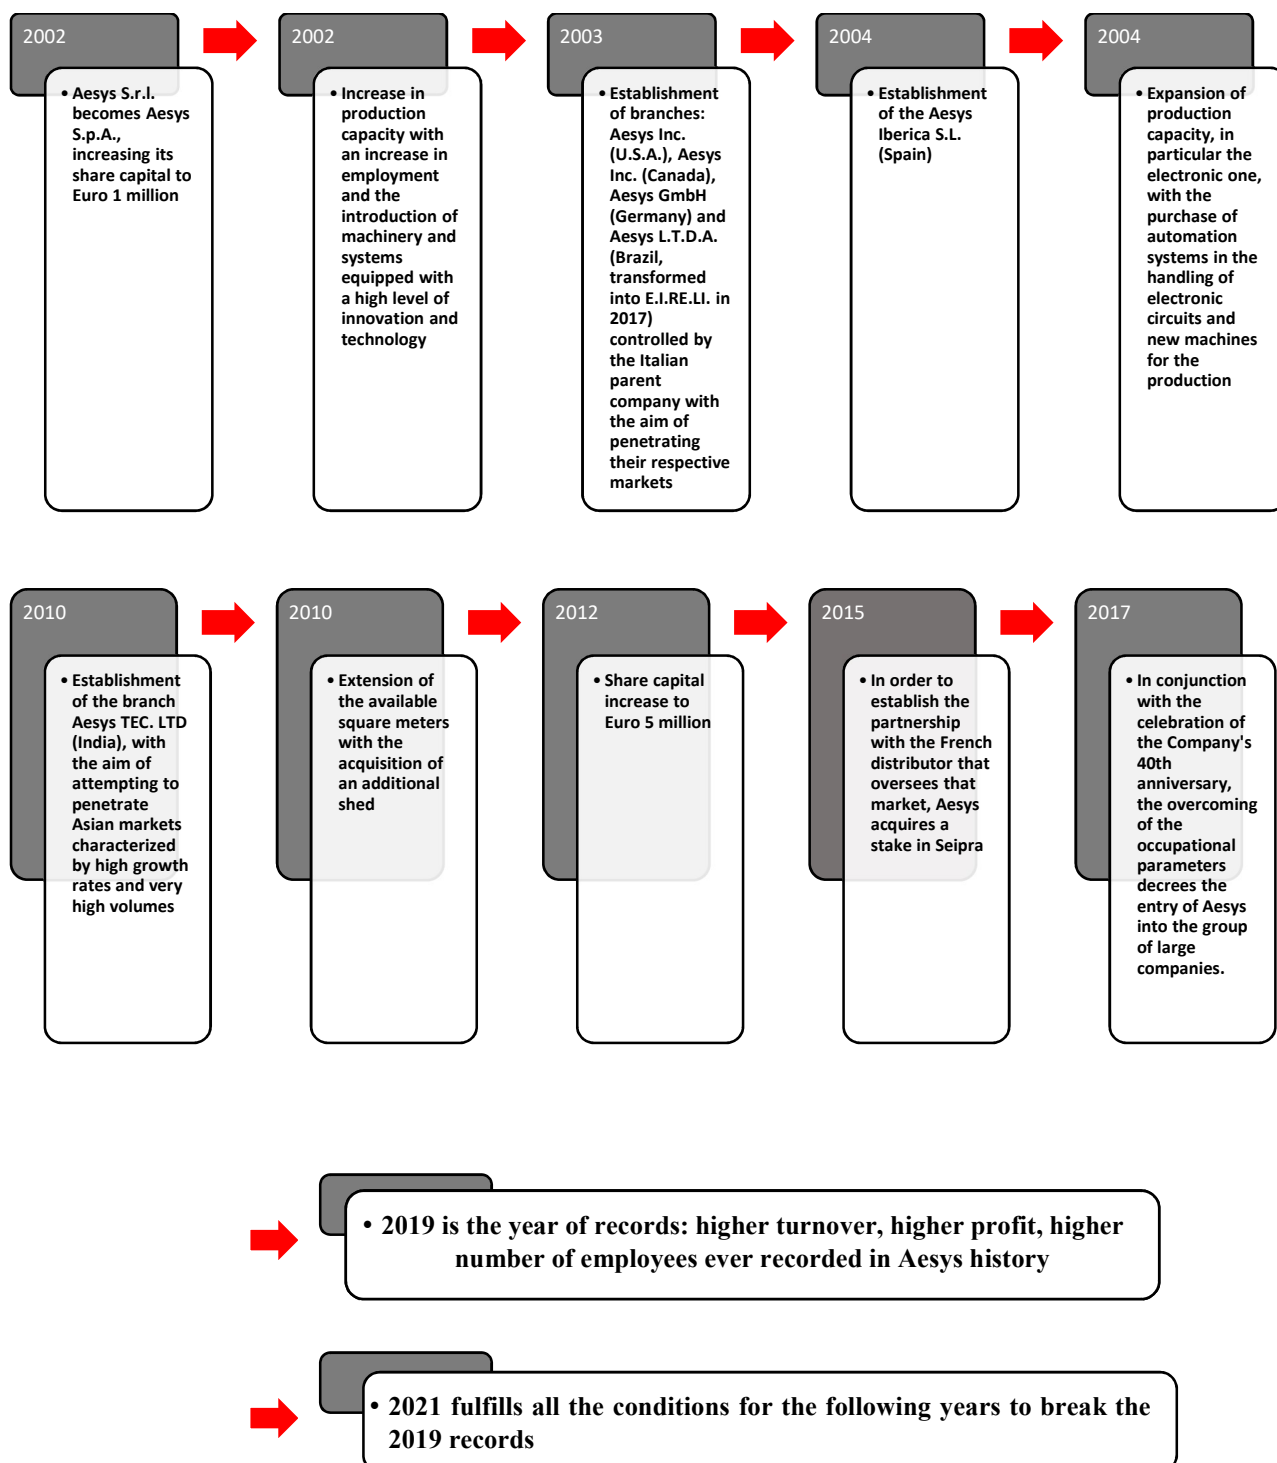 2002
• Aesys S.r.l.
becomes Aesys
S.p.A.,
increasing its
share capital to
Euro 1 million
2002
• Increase in
production
capacity with
an increase in
employment
and the
introduction of
machinery and
systems
equipped with
a high level of
innovation and
technology
2003
• Establishment
of branches:
Aesys Inc.
(U.S.A.), Aesys
Inc. (Canada),
Aesys GmbH
(Germany) and
Aesys L.T.D.A.
(Brazil,
transformed
into E.I.RE.LI. in
2017)
controlled by
the Italian
parent
company with
the aim of
penetrating
their respective
markets
2004
• Establishment
of the Aesys
Iberica S.L.
(Spain)
2004
• Expansion of
production
capacity, in
particular the
electronic one,
with the
purchase of
automation
systems in the
handling of
electronic
circuits and
new machines
for the
production
2010
• Establishment
of the branch
Aesys TEC. LTD
(India), with
the aim of
attempting to
penetrate
Asian markets
characterized
by high growth
rates and very
high volumes
2010
• Extension of
the available
square meters
with the
acquisition of
an additional
shed
2012
• Share capital
increase to
Euro 5 million
2015
• In order to
establish the
partnership
with the French
distributor that
oversees that
market, Aesys
acquires a
stake in Seipra
2017
• In conjunction
with the
celebration of
the Company's
40th
anniversary,
the overcoming
of the
occupational
parameters
decrees the
entry of Aesys
into the group
of large
companies.
• 2019 is the year of records: higher turnover, higher profit, higher
number of employees ever recorded in Aesys history
• 2021 fulfills all the conditions for the following years to break the
2019 records